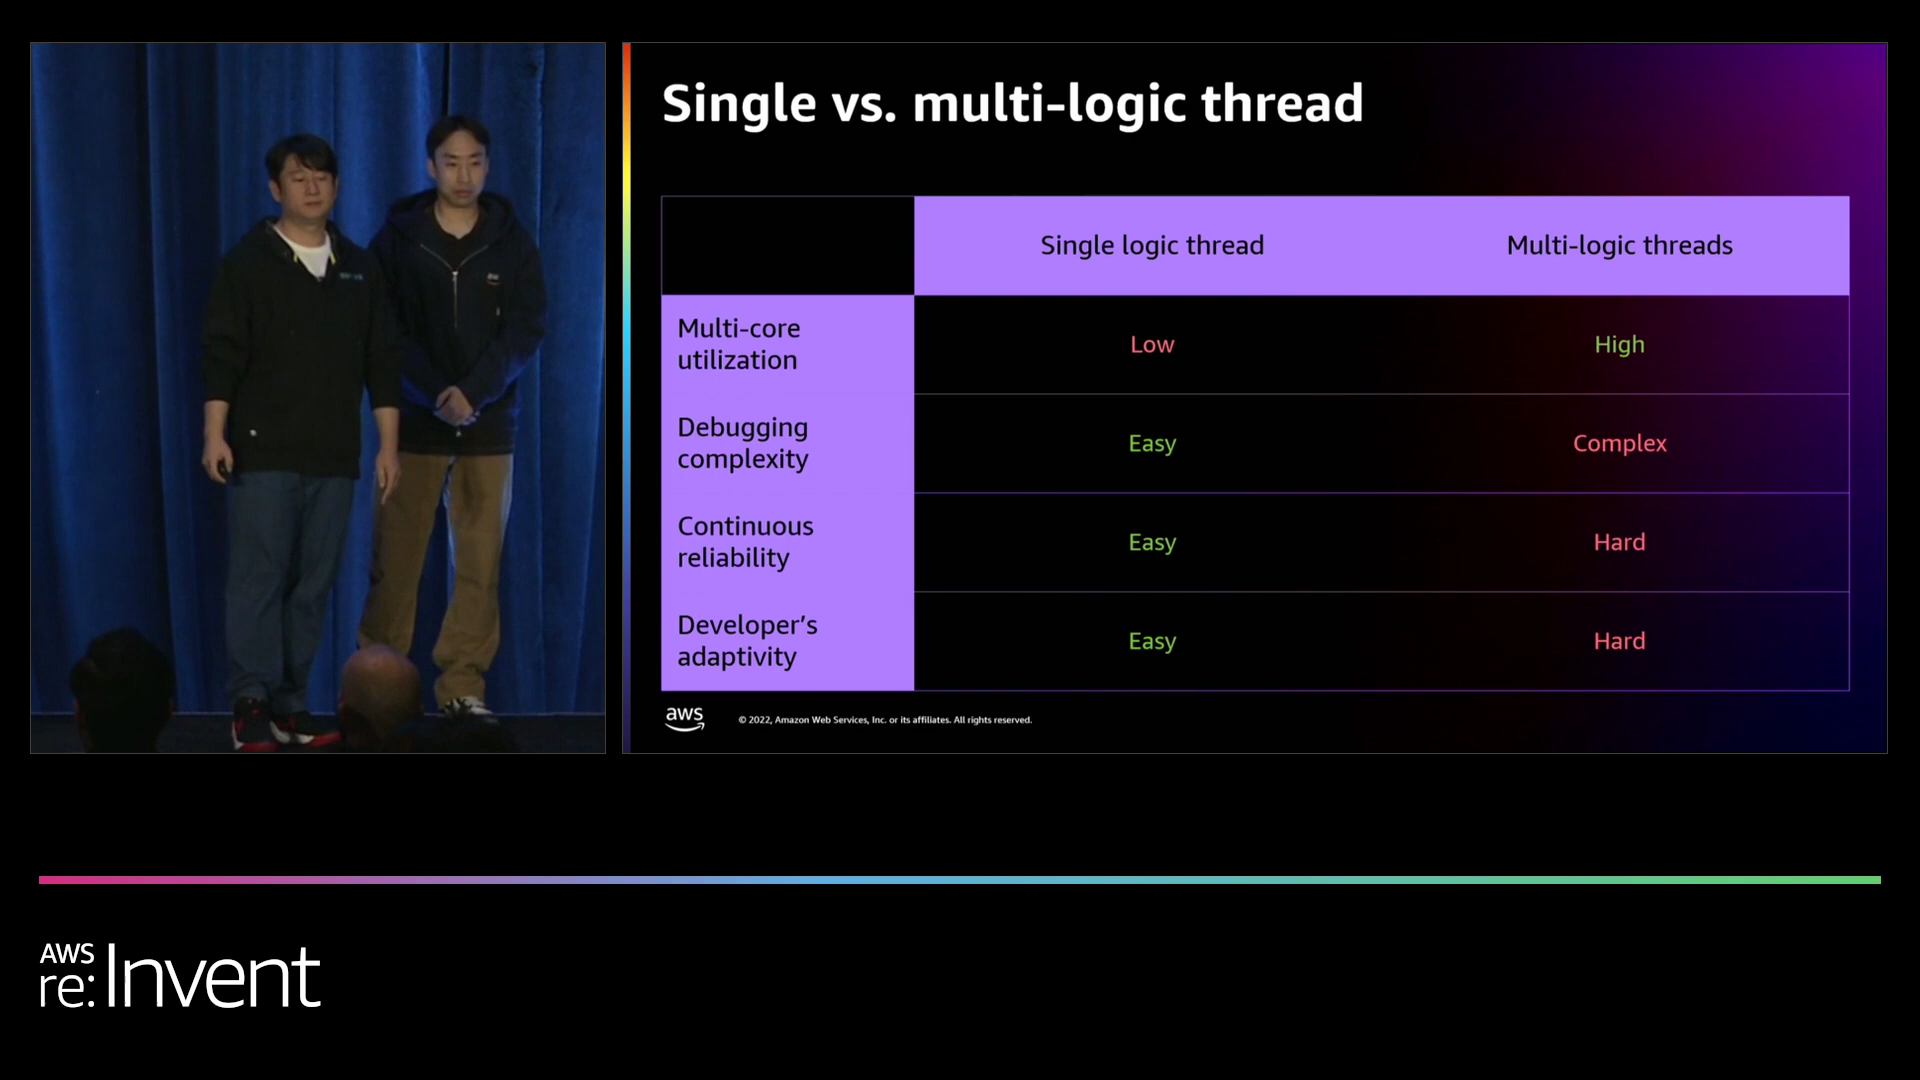 Single vs. multi-logic thread
Single logic thread
Multi-logic threads
Multi-core
utilization
Low
High
Debugging
complexity
Easy
Complex
Continuous
reliability
Easy
Hard
Developer’s
adaptivity
Easy
Hard
aws
© 2022, Amazon Web Services, Inc. or its affiliates. All rights reserved.
AWS
re:Invent